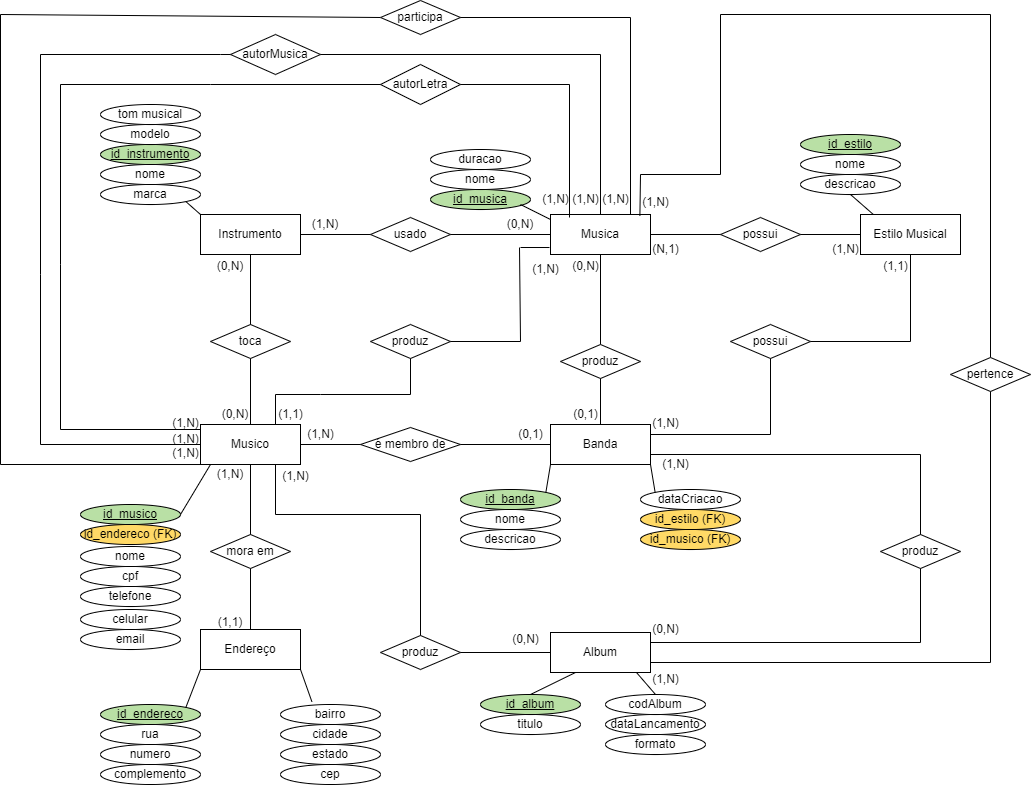 participa
autorMusica
autorLetra
tom musical
modelo
id_instrumento
nome
marca
duracao
nome
id_musica
id_estilo
nome
descricao
(1,N) (1,N) (1,N) (1,N)
Instrumento (1,N) usado (0,N) Musica (N,1) possui (1,N) Estilo Musical
(0,N) (1,N) (0,N) (1,1)
toca produz produz possui
pertence
(0,N) (1,1) (0,1) (1,N)
(1,N)
(1,N)
(1,N)
Musico (1,N) e membro de (0,1) Banda
(1,N) (1,N) (1,N)
id_musico
id_endereco (FK)
nome
cpf
telefone
celular
email
id_banda
nome
descricao
dataCriacao
id_estilo (FK)
id_musico (FK)
mora em
produz
(1,1)
Endereço
produz (0,N) Album (0,N)
(1,N)
id_endereco
rua
numero
complemento
bairro
cidade
estado
cep
id_album
titulo
codAlbum
dataLancamento
formato